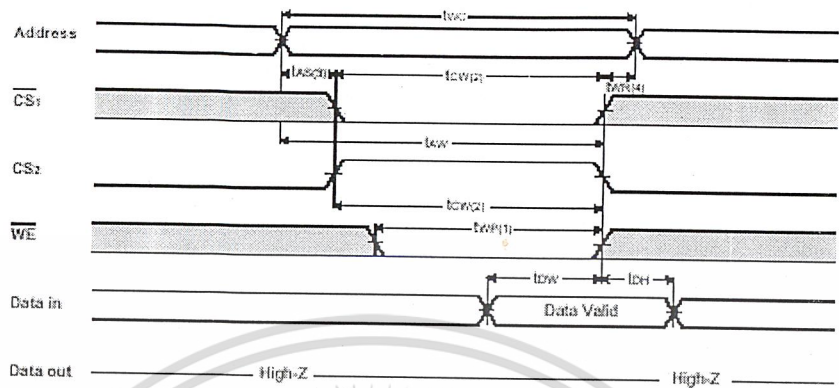 tWC
Address
tAS(3)
tCW(2)
tWR(4)
CS1
tAW
CS2
tCW(2)
tWP(1)
WE
tDW
tDH
Data in
Data Valid
Data out
High-Z
High-Z